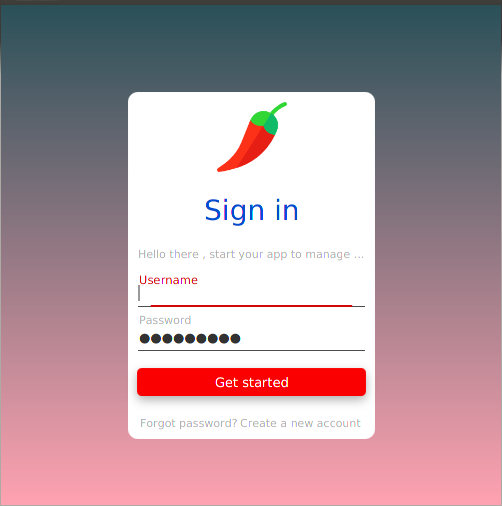 Sign in
Hello there , start your app to manage ...
Username
Password
●●●●●●●●●
Get started
Forgot password? Create a new account